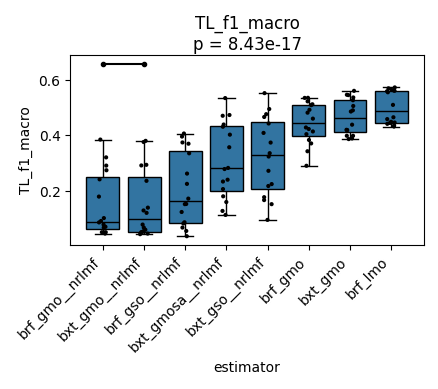 TL_f1_macro
p = 8.43e-17
TL_f1_macro
0.6
0.4
0.2
brf_gmo__nrlmf
bxt_gmo__nrlmf
brf_gso__nrlmf
bxt_gmosa__nrlmf
bxt_gso__nrlmf
brf_gmo
bxt_gmo
brf_lmo
estimator